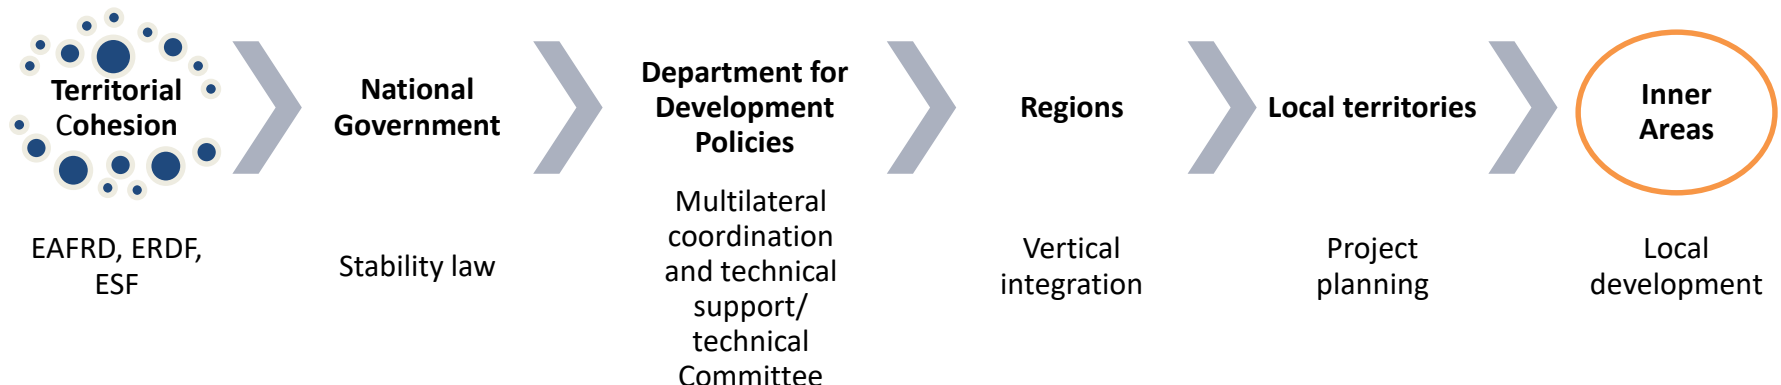 Territorial
Cohesion
EAFRD, ERDF,
ESF
National
Government
Stability law
Department for
Development
Policies
Multilateral
coordination
and technical
support/
technical
Committee
Regions
Vertical
integration
Local territories
Project
planning
Inner
Areas
Local
development